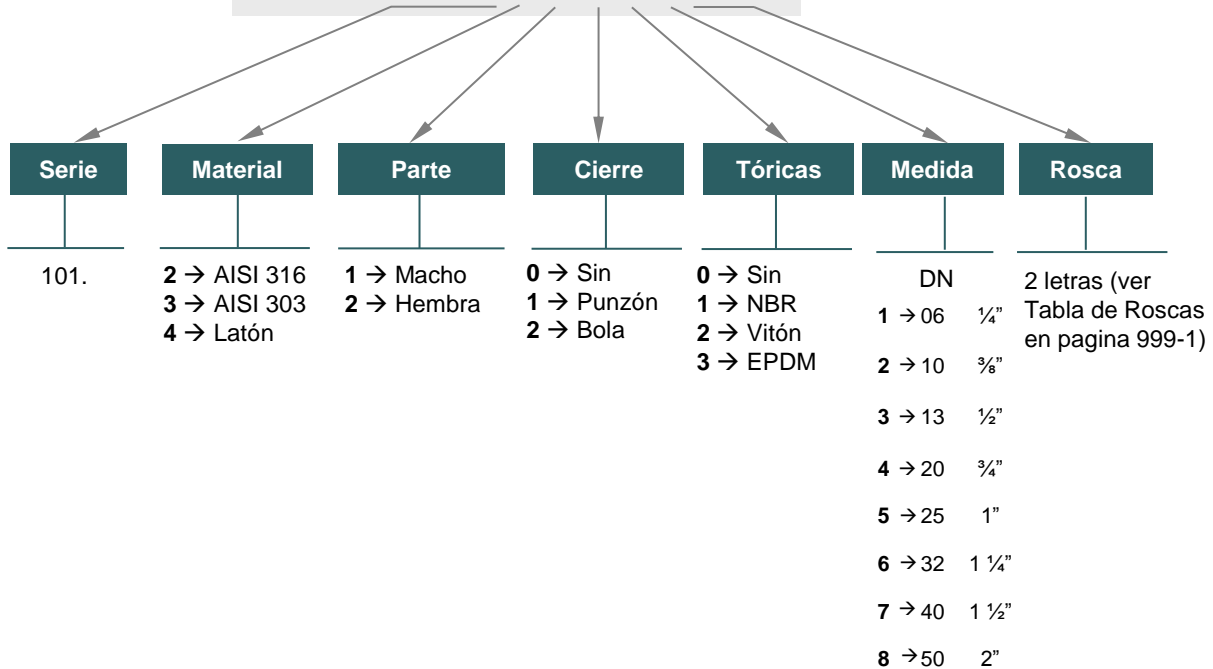 Serie
Material
Parte
Cierre
Tóricas
Medida
Rosca
101.
2 → AISI 316
3 → AISI 303
4 → Latón
1 → Macho
2 → Hembra
0 → Sin
1 → Punzón
2 → Bola
0 → Sin
1 → NBR
2 → Vitón
3 → EPDM
DN
1 → 06 ¼”
2 → 10 ⅜”
3 → 13 ½”
4 → 20 ¾”
5 → 25 1”
6 → 32 1 ¼”
7 → 40 1 ½”
8 → 50 2”
2 letras (ver
Tabla de Roscas
en pagina 999-1)